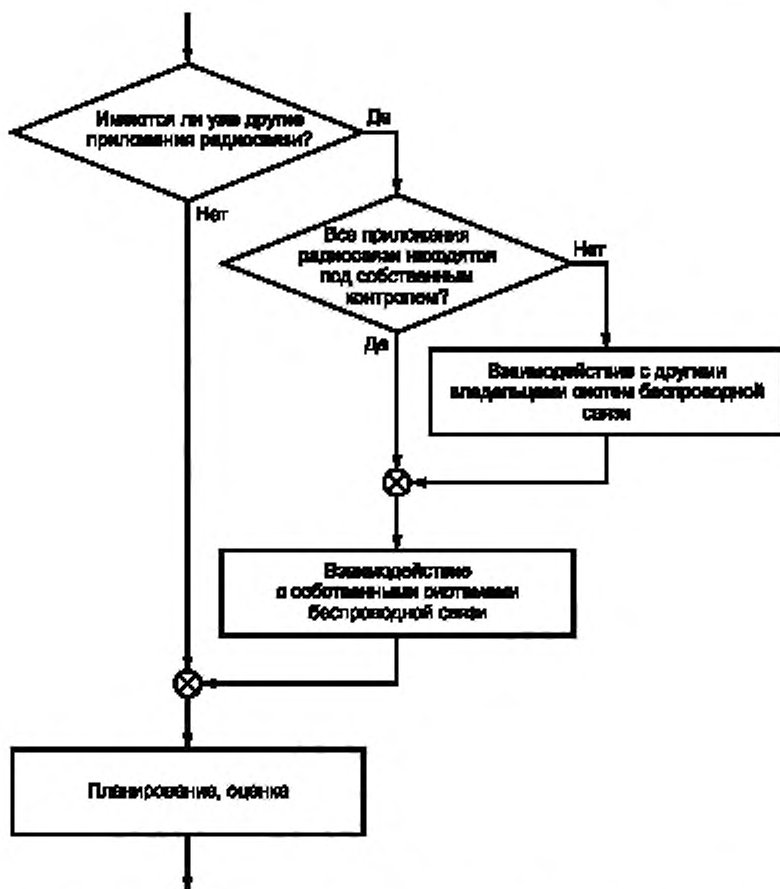 Имеются ли уже другие
приложения радиосвязи?
Да
Нет
Все приложения
радиосвязи находятся
под собственным
контролем?
Нет
Да
Взаимодействие с другими
владельцами систем беспроводной
связи
Взаимодействие
с собственными системами
беспроводной связи
Планирование, оценка